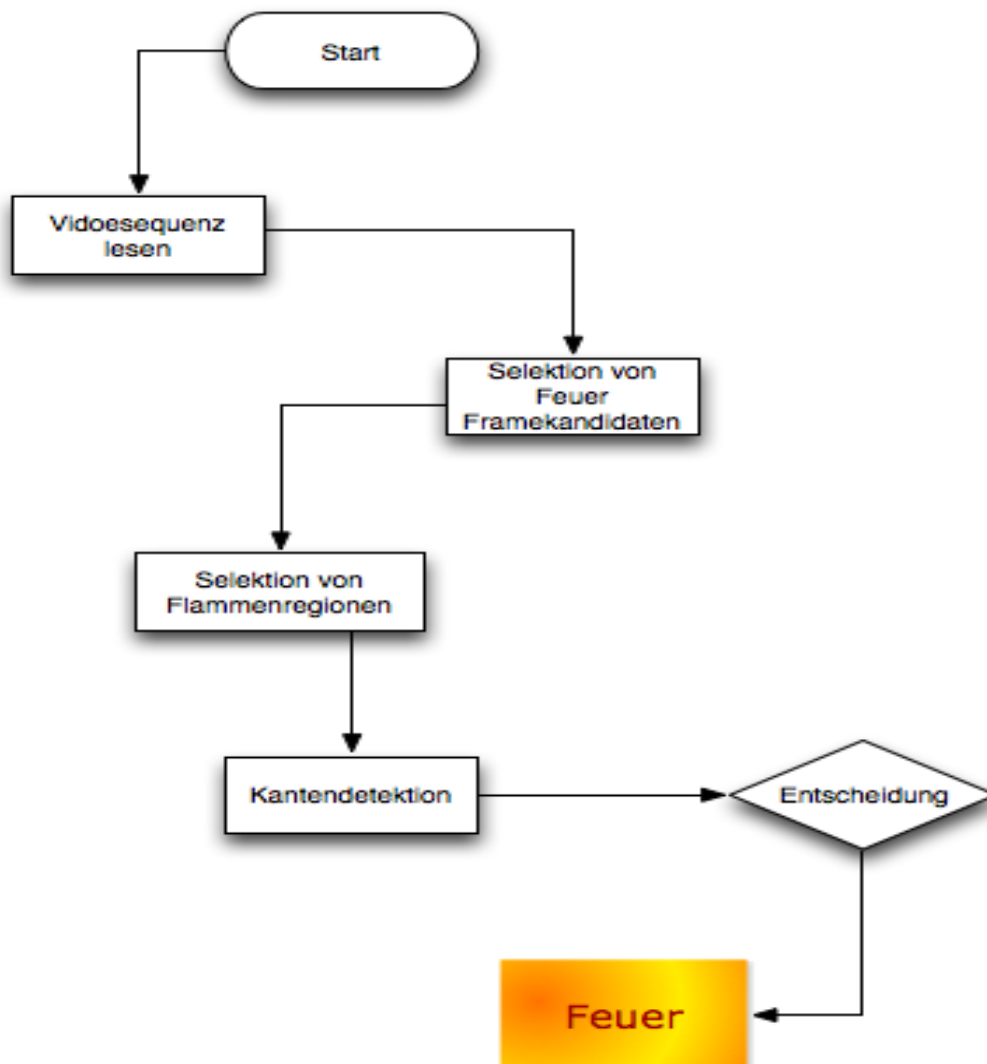 Start
Vidoesequenz
lesen
Selektion von
Feuer
Framekandidaten
Selektion von
Flammenregionen
Kantendetektion
Entscheidung
Feuer